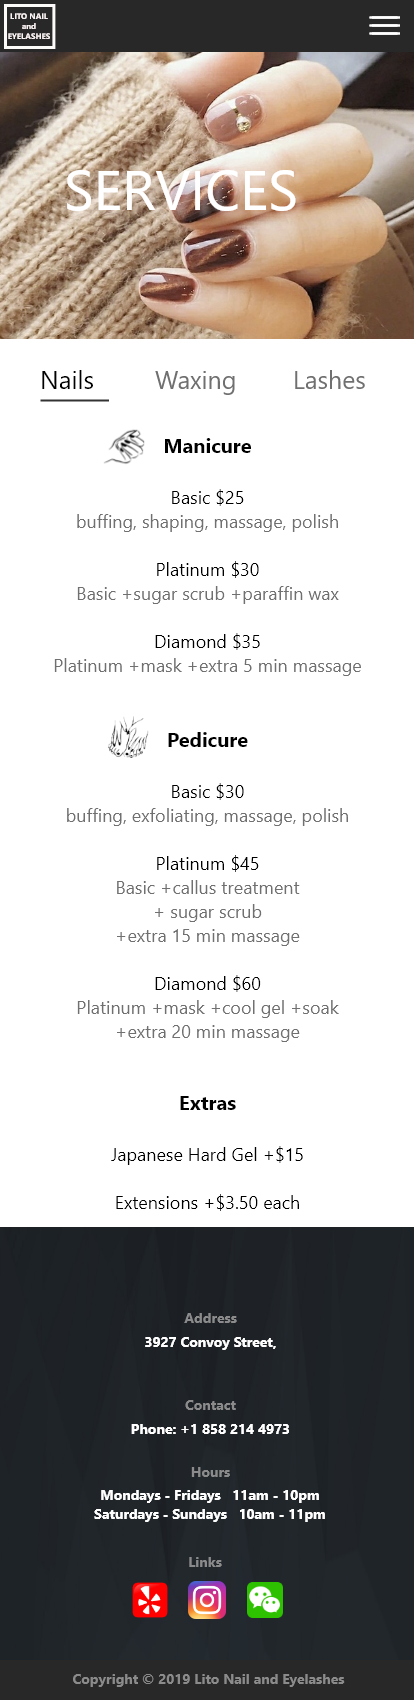 LITO NAIL
and
EYELASHES
SERVICES
Nails Waxing Lashes
Manicure
Basic $25
buffing, shaping, massage, polish
Platinum $30
Basic +sugar scrub +paraffin wax
Diamond $35
Platinum +mask +extra 5 min massage
Pedicure
Basic $30
buffing, exfoliating, massage, polish
Platinum $45
Basic +callus treatment
+ sugar scrub
+extra 15 min massage
Diamond $60
Platinum +mask +cool gel +soak
+extra 20 min massage
Extras
Japanese Hard Gel +$15
Extensions +$3.50 each
Address
3927 Convoy Street,
Contact
Phone: +1 858 214 4973
Hours
Mondays - Fridays 11am - 10pm
Saturdays - Sundays 10am - 11pm
Links
Copyright © 2019 Lito Nail and Eyelashes